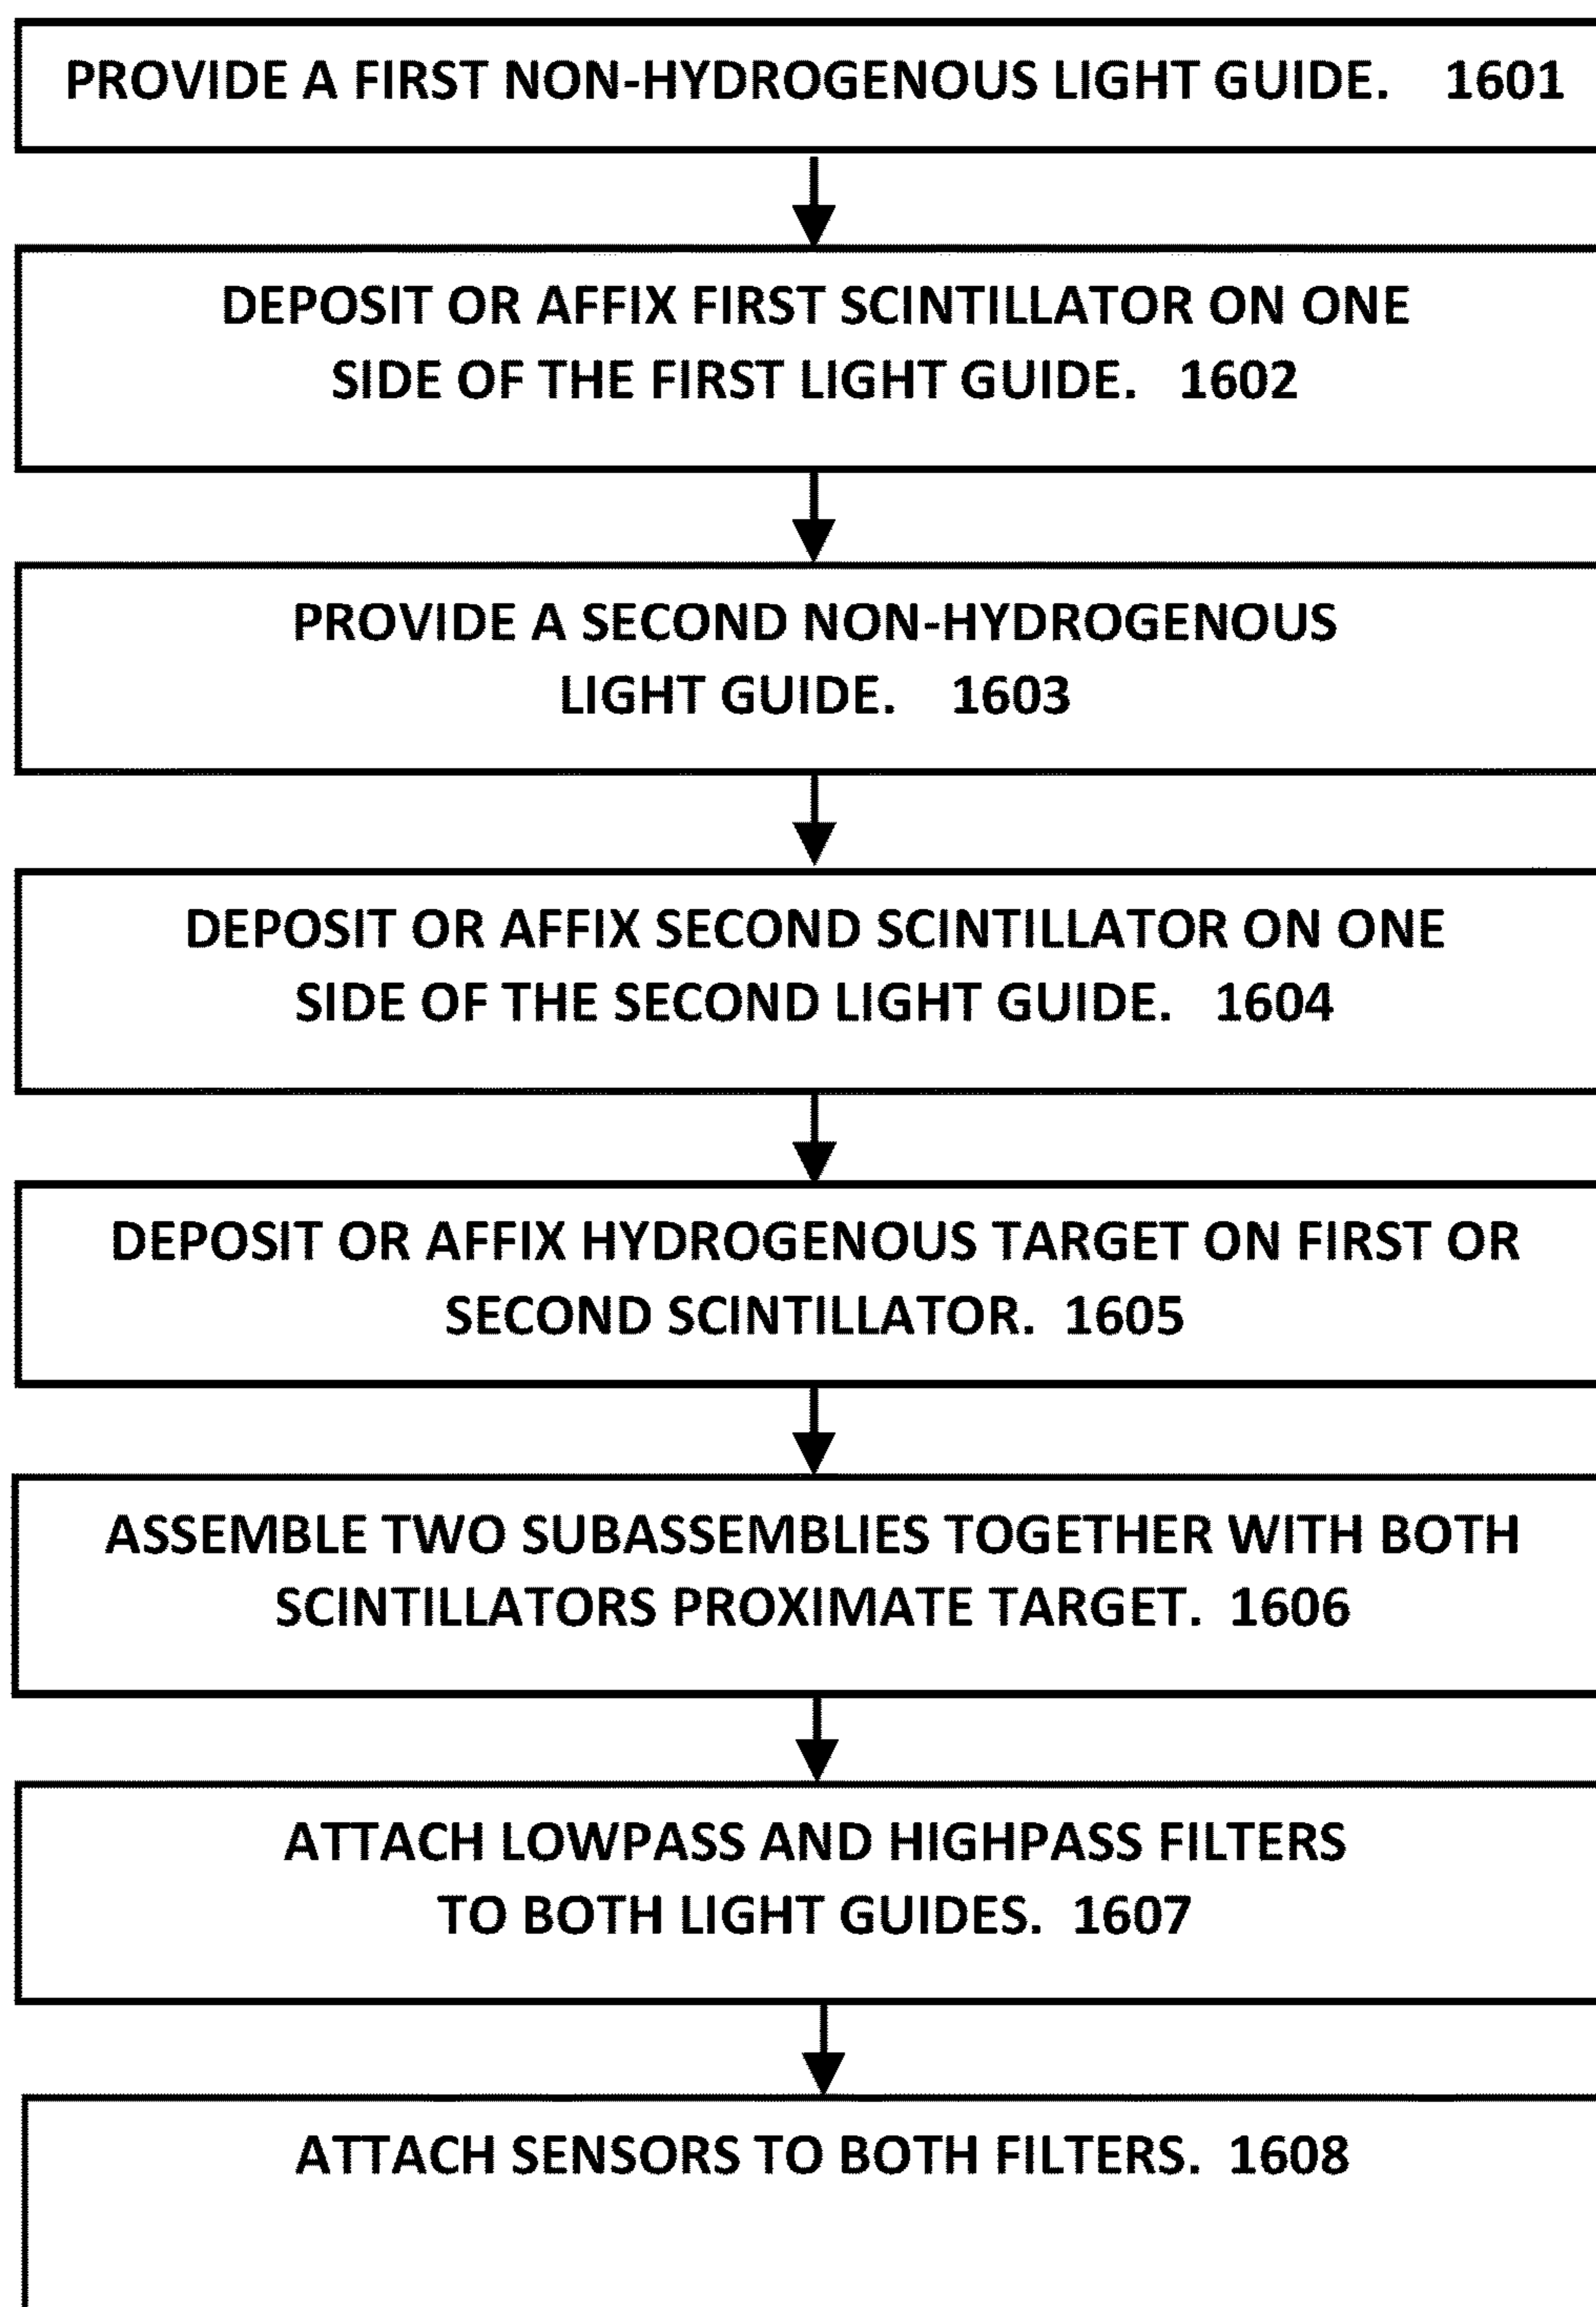 PROVIDE A FIRST NON-HYDROGENOUS LIGHT GUIDE. 1601
DEPOSIT OR AFFIX FIRST SCINTILLATOR ON ONE
SIDE OF THE FIRST LIGHT GUIDE. 1602
PROVIDE A SECOND NON-HYDROGENOUS
LIGHT GUIDE. 1603
DEPOSIT OR AFFIX SECOND SCINTILLATOR ON ONE
SIDE OF THE SECOND LIGHT GUIDE. 1604
DEPOSIT OR AFFIX HYDROGENOUS TARGET ON FIRST OR
SECOND SCINTILLATOR. 1605
ASSEMBLE TWO SUBASSEMBLIES TOGETHER WITH BOTH
SCINTILLATORS PROXIMATE TARGET. 1606
ATTACH LOWPASS AND HIGHPASS FILTERS
TO BOTH LIGHT GUIDES. 1607
ATTACH SENSORS TO BOTH FILTERS. 1608